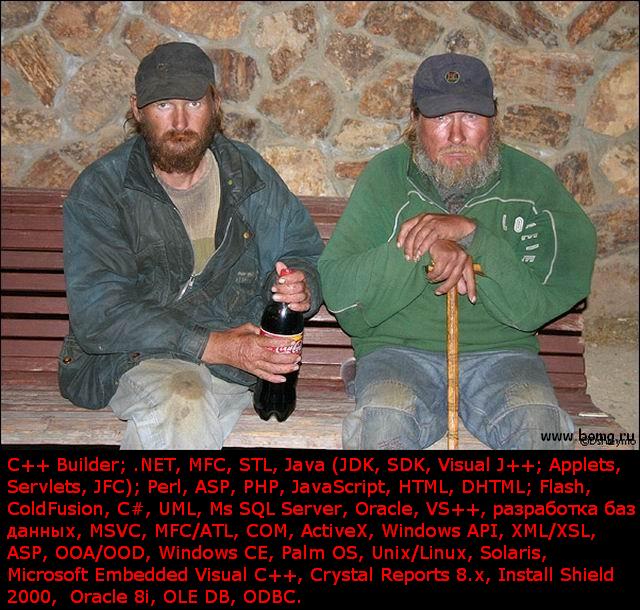 LOVE
www.bomg.ru
C++ Builder; .NET, MFC, STL, Java (JDK, SDK, Visual J++; Applets,
Servlets, JFC); Perl, ASP, PHP, JavaScript, HTML, DHTML; Flash,
ColdFusion, C#, UML, Ms SQL Server, Oracle, VS++, разработка баз
данных, MSVC, MFC/ATL, COM, ActiveX, Windows API, XML/XSL,
ASP, OOA/OOD, Windows CE, Palm OS, Unix/Linux, Solaris,
Microsoft Embedded Visual C++, Crystal Reports 8.x, Install Shield
2000, Oracle 8i, OLE DB, ODBC.